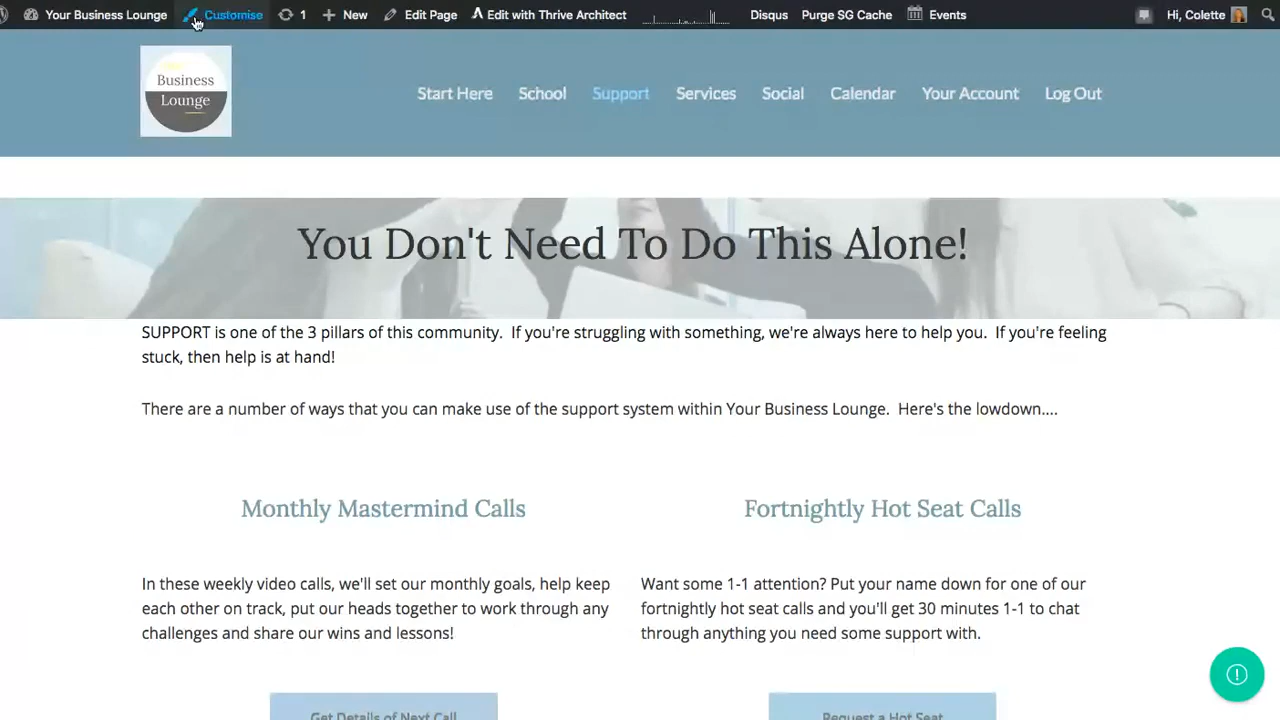 Your Business Lounge Customise 1 New Edit Page Edit with Thrive Architect Disqus Purge SG Cache Events Hi, Colette
Business
Lounge
Start Here School Support Services Social Calendar Your Account Log Out
You Don't Need To Do This Alone!
SUPPORT is one of the 3 pillars of this community. If you're struggling with something, we're always here to help you. If you're feeling
stuck, then help is at hand!
There are a number of ways that you can make use of the support system within Your Business Lounge. Here's the lowdown....
Monthly Mastermind Calls
In these weekly video calls, we'll set our monthly goals, help keep
each other on track, put our heads together to work through any
challenges and share our wins and lessons!
Get Details of Next Call
Fortnightly Hot Seat Calls
Want some 1-1 attention? Put your name down for one of our
fortnightly hot seat calls and you'll get 30 minutes 1-1 to chat
through anything you need some support with.
Request a Hot Seat